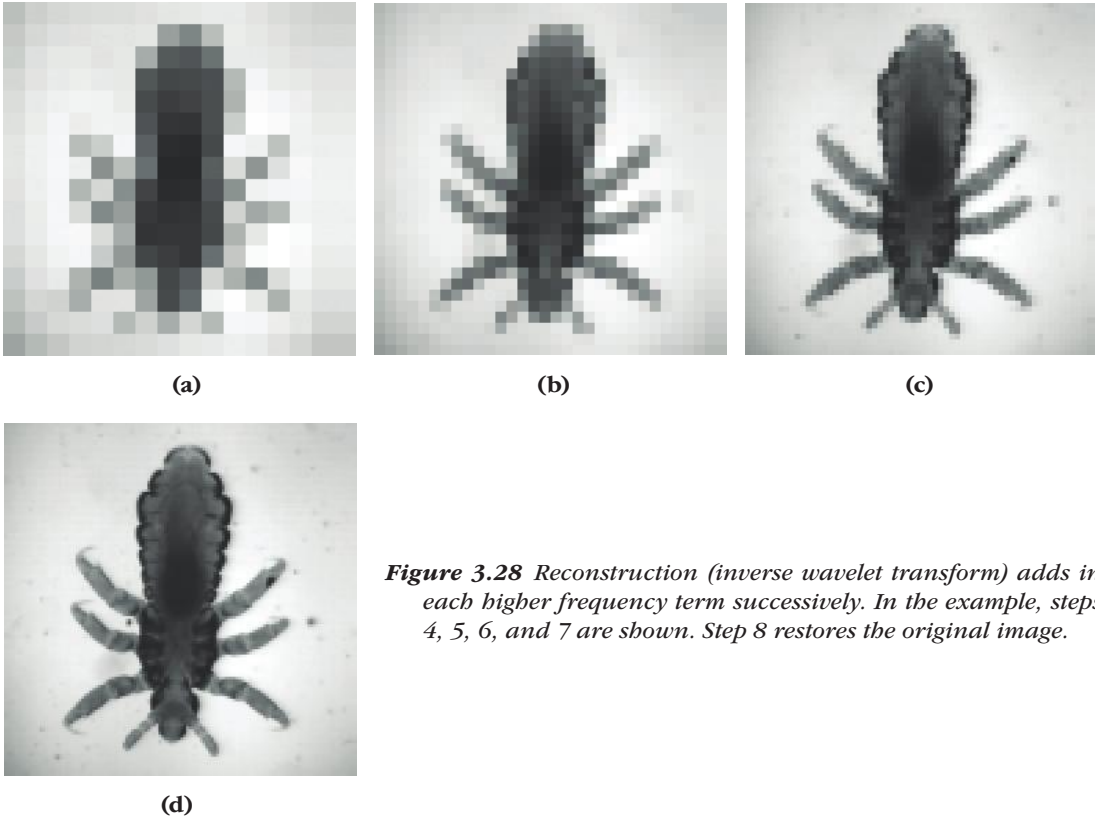 (a)
(b)
(c)
(d)
Figure 3.28 Reconstruction (inverse wavelet transform) adds in
each higher frequency term successively. In the example, steps
4, 5, 6, and 7 are shown. Step 8 restores the original image.